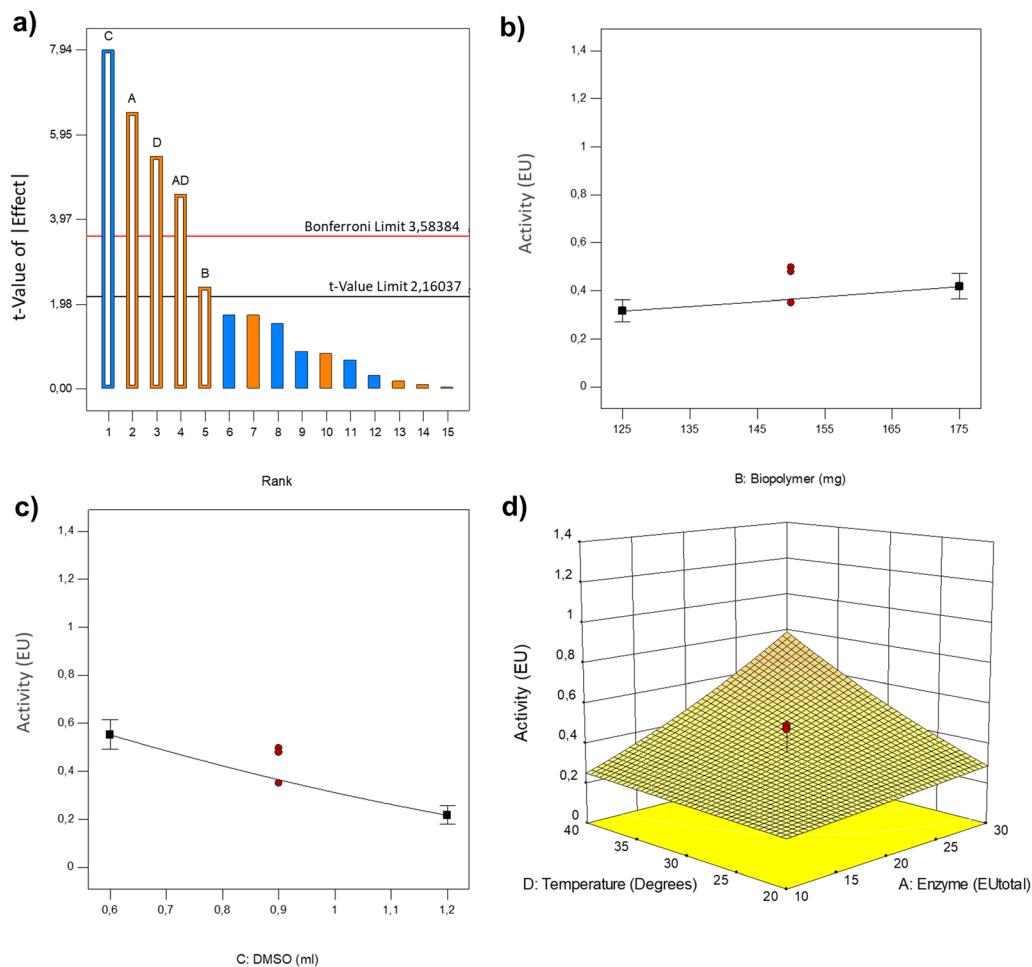 a)
C
7,94
A
5,95
D
AD
3,97
Bonferroni Limit 3,58384
B
t-Value Limit 2,16037
1,98
0,00
t-Value of |Effect|
1 2 3 4 5 6 7 8 9 10 11 12 13 14 15
Rank
b)
1,4
1,2
1
0,8
0,6
0,4
0,2
0
Activity (EU)
125 135 145 155 165 175
B: Biopolymer (mg)
c)
1,4
1,2
1
0,8
0,6
0,4
0,2
0
Activity (EU)
0,6 0,7 0,8 0,9 1 1,1 1,2
C: DMSO (ml)
d)
1,4
1,2
1
0,8
0,6
0,4
0,2
0
Activity (EU)
40 35 30 25 20
10 15 20 25 30
D: Temperature (Degrees)
A: Enzyme (EUtotal)